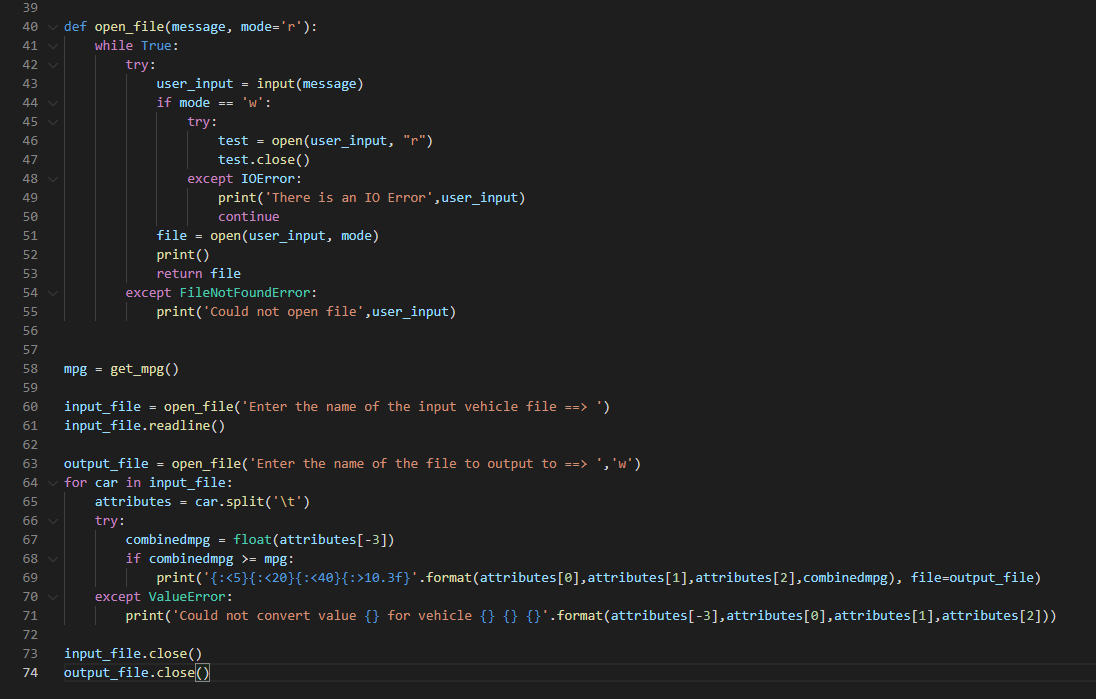 39
40 def open_file(message, mode='r'):
41     while True:
42         try:
43             user_input = input(message)
44             if mode == 'w':
45                 try:
46                     test = open(user_input, "r")
47                     test.close()
48                 except IOError:
49                     print('There is an IO Error',user_input)
50                     continue
51             file = open(user_input, mode)
52             print()
53             return file
54         except FileNotFoundError:
55             print('Could not open file',user_input)
56
57
58 mpg = get_mpg()
59
60 input_file = open_file('Enter the name of the input vehicle file ==> ')
61 input_file.readline()
62
63 output_file = open_file('Enter the name of the file to output to ==> ','w')
64 for car in input_file:
65     attributes = car.split('\t')
66     try:
67         combinedmpg = float(attributes[-3])
68         if combinedmpg >= mpg:
69             print('{:<5}{:<20}{:<40}{:>10.3f}'.format(attributes[0],attributes[1],attributes[2],combinedmpg), file=output_file)
70     except ValueError:
71         print('Could not convert value {} for vehicle {} {} {}'.format(attributes[-3],attributes[0],attributes[1],attributes[2]))
72
73 input_file.close()
74 output_file.close()